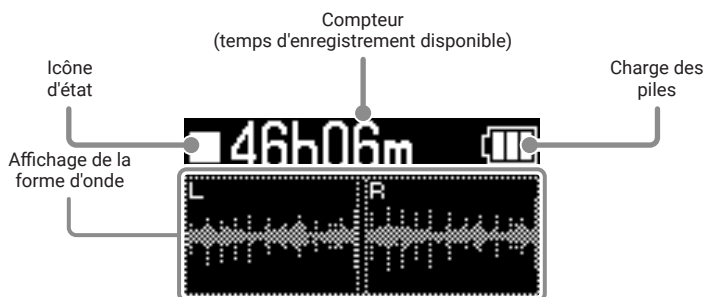 Compteur
(temps d'enregistrement disponible)
Icône
d'état
Charge des
piles
46h06m
Affichage de la
forme d'onde
L
R